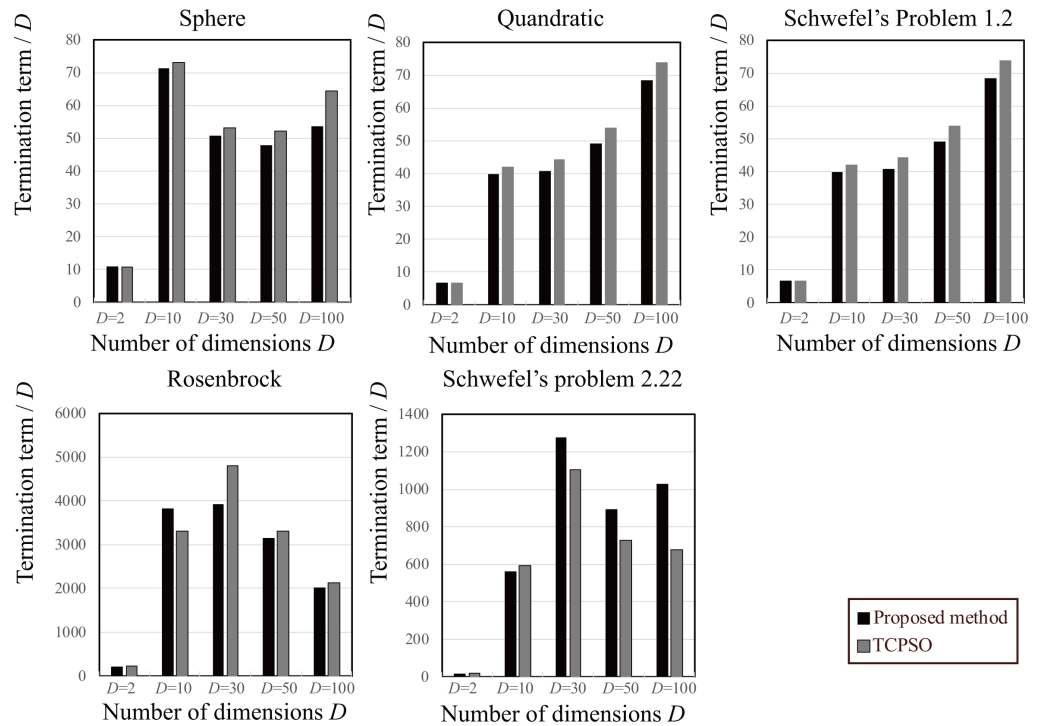 Sphere
Termination term / D
80
70
60
50
40
30
20
10
0
D=2 D=10 D=30 D=50 D=100
Number of dimensions D
Quandratic
Termination term / D
80
70
60
50
40
30
20
10
0
D=2 D=10 D=30 D=50 D=100
Number of dimensions D
Schwefel's Problem 1.2
Termination term / D
80
70
60
50
40
30
20
10
0
D=2 D=10 D=30 D=50 D=100
Number of dimensions D
Rosenbrock
Termination term / D
6000
5000
4000
3000
2000
1000
0
D=2 D=10 D=30 D=50 D=100
Number of dimensions D
Schwefel's problem 2.22
Termination term / D
1400
1200
1000
800
600
400
200
0
D=2 D=10 D=30 D=50 D=100
Number of dimensions D
Proposed method
TCPSO